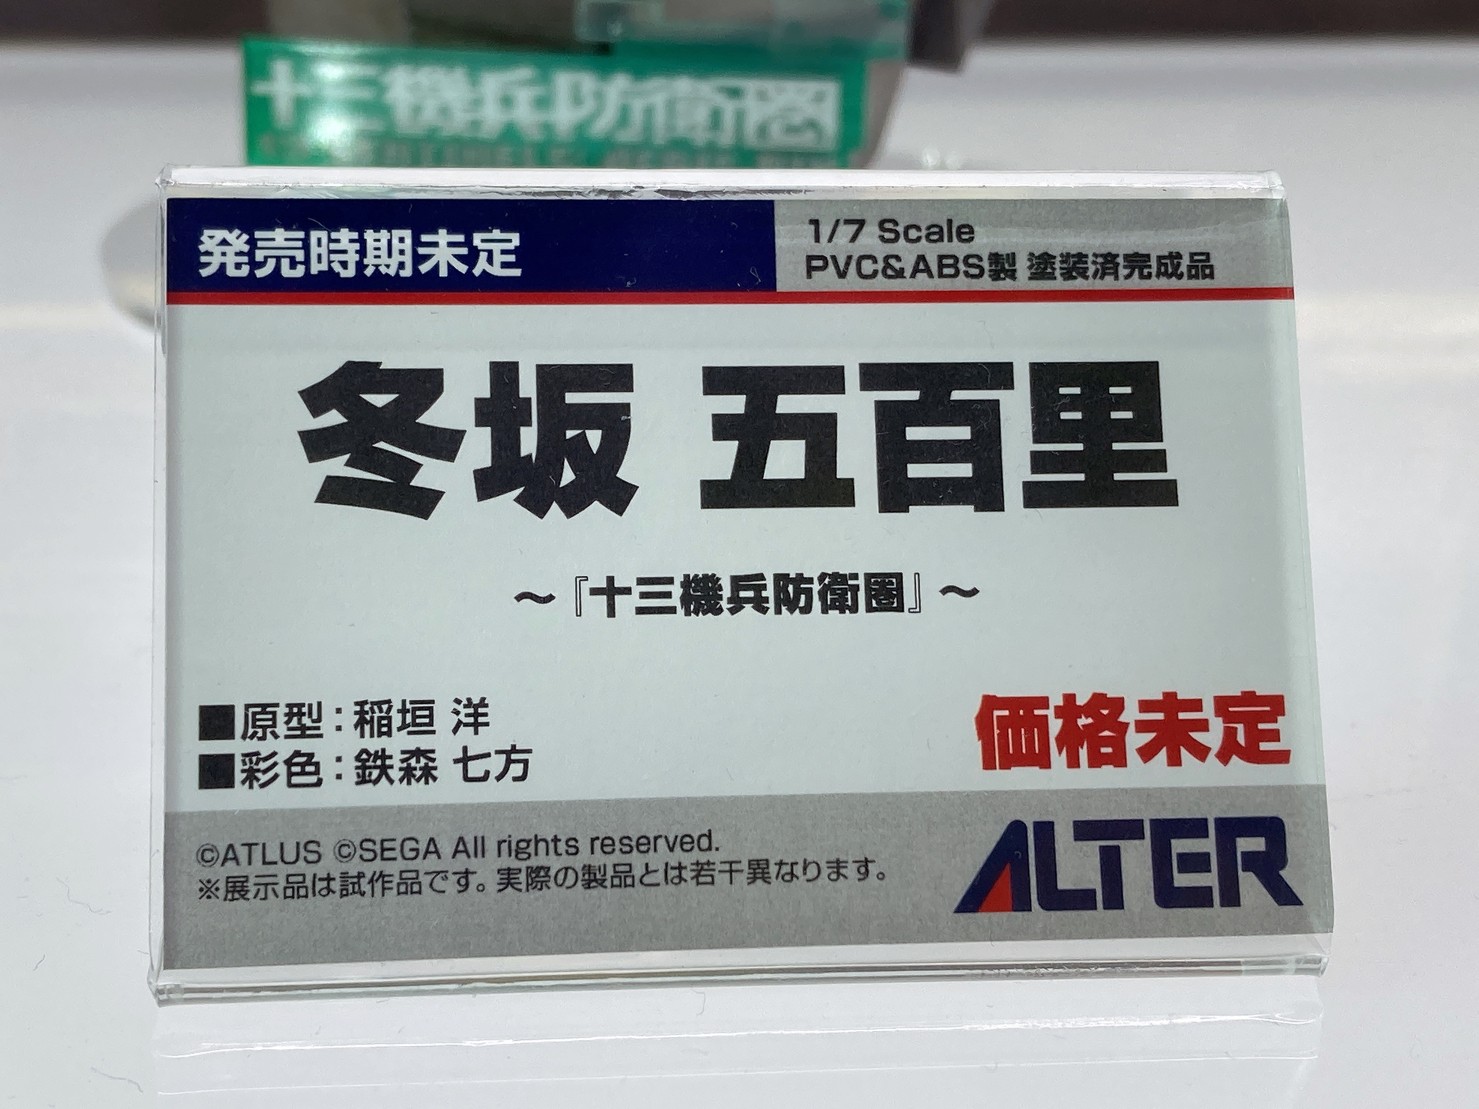 十三機兵防衛圏
発売時期未定
1/7 Scale
PVC&ABS製 塗装済完成品
冬坂 五百里
～『十三機兵防衛圏』～
■原型：稲垣 洋
■彩色：鉄森 七方
価格未定
©ATLUS ©SEGA All rights reserved.
※展示品は試作品です。実際の製品とは若干異なります。
ALTER